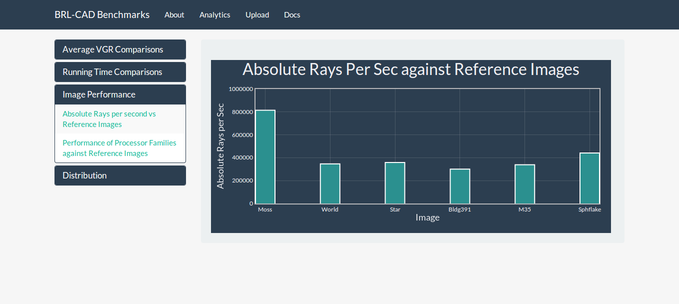 BRL-CAD Benchmarks About Analytics Upload Docs
Average VGR Comparisons
Running Time Comparisons
Image Performance
Absolute Rays per second vs
Reference Images
Performance of Processor Families
against Reference Images
Distribution
Absolute Rays Per Sec against Reference Images
Absolute Rays per Sec
1000000
800000
600000
400000
200000
0
Moss World Star Bldg391 M35 Sphflake
Image